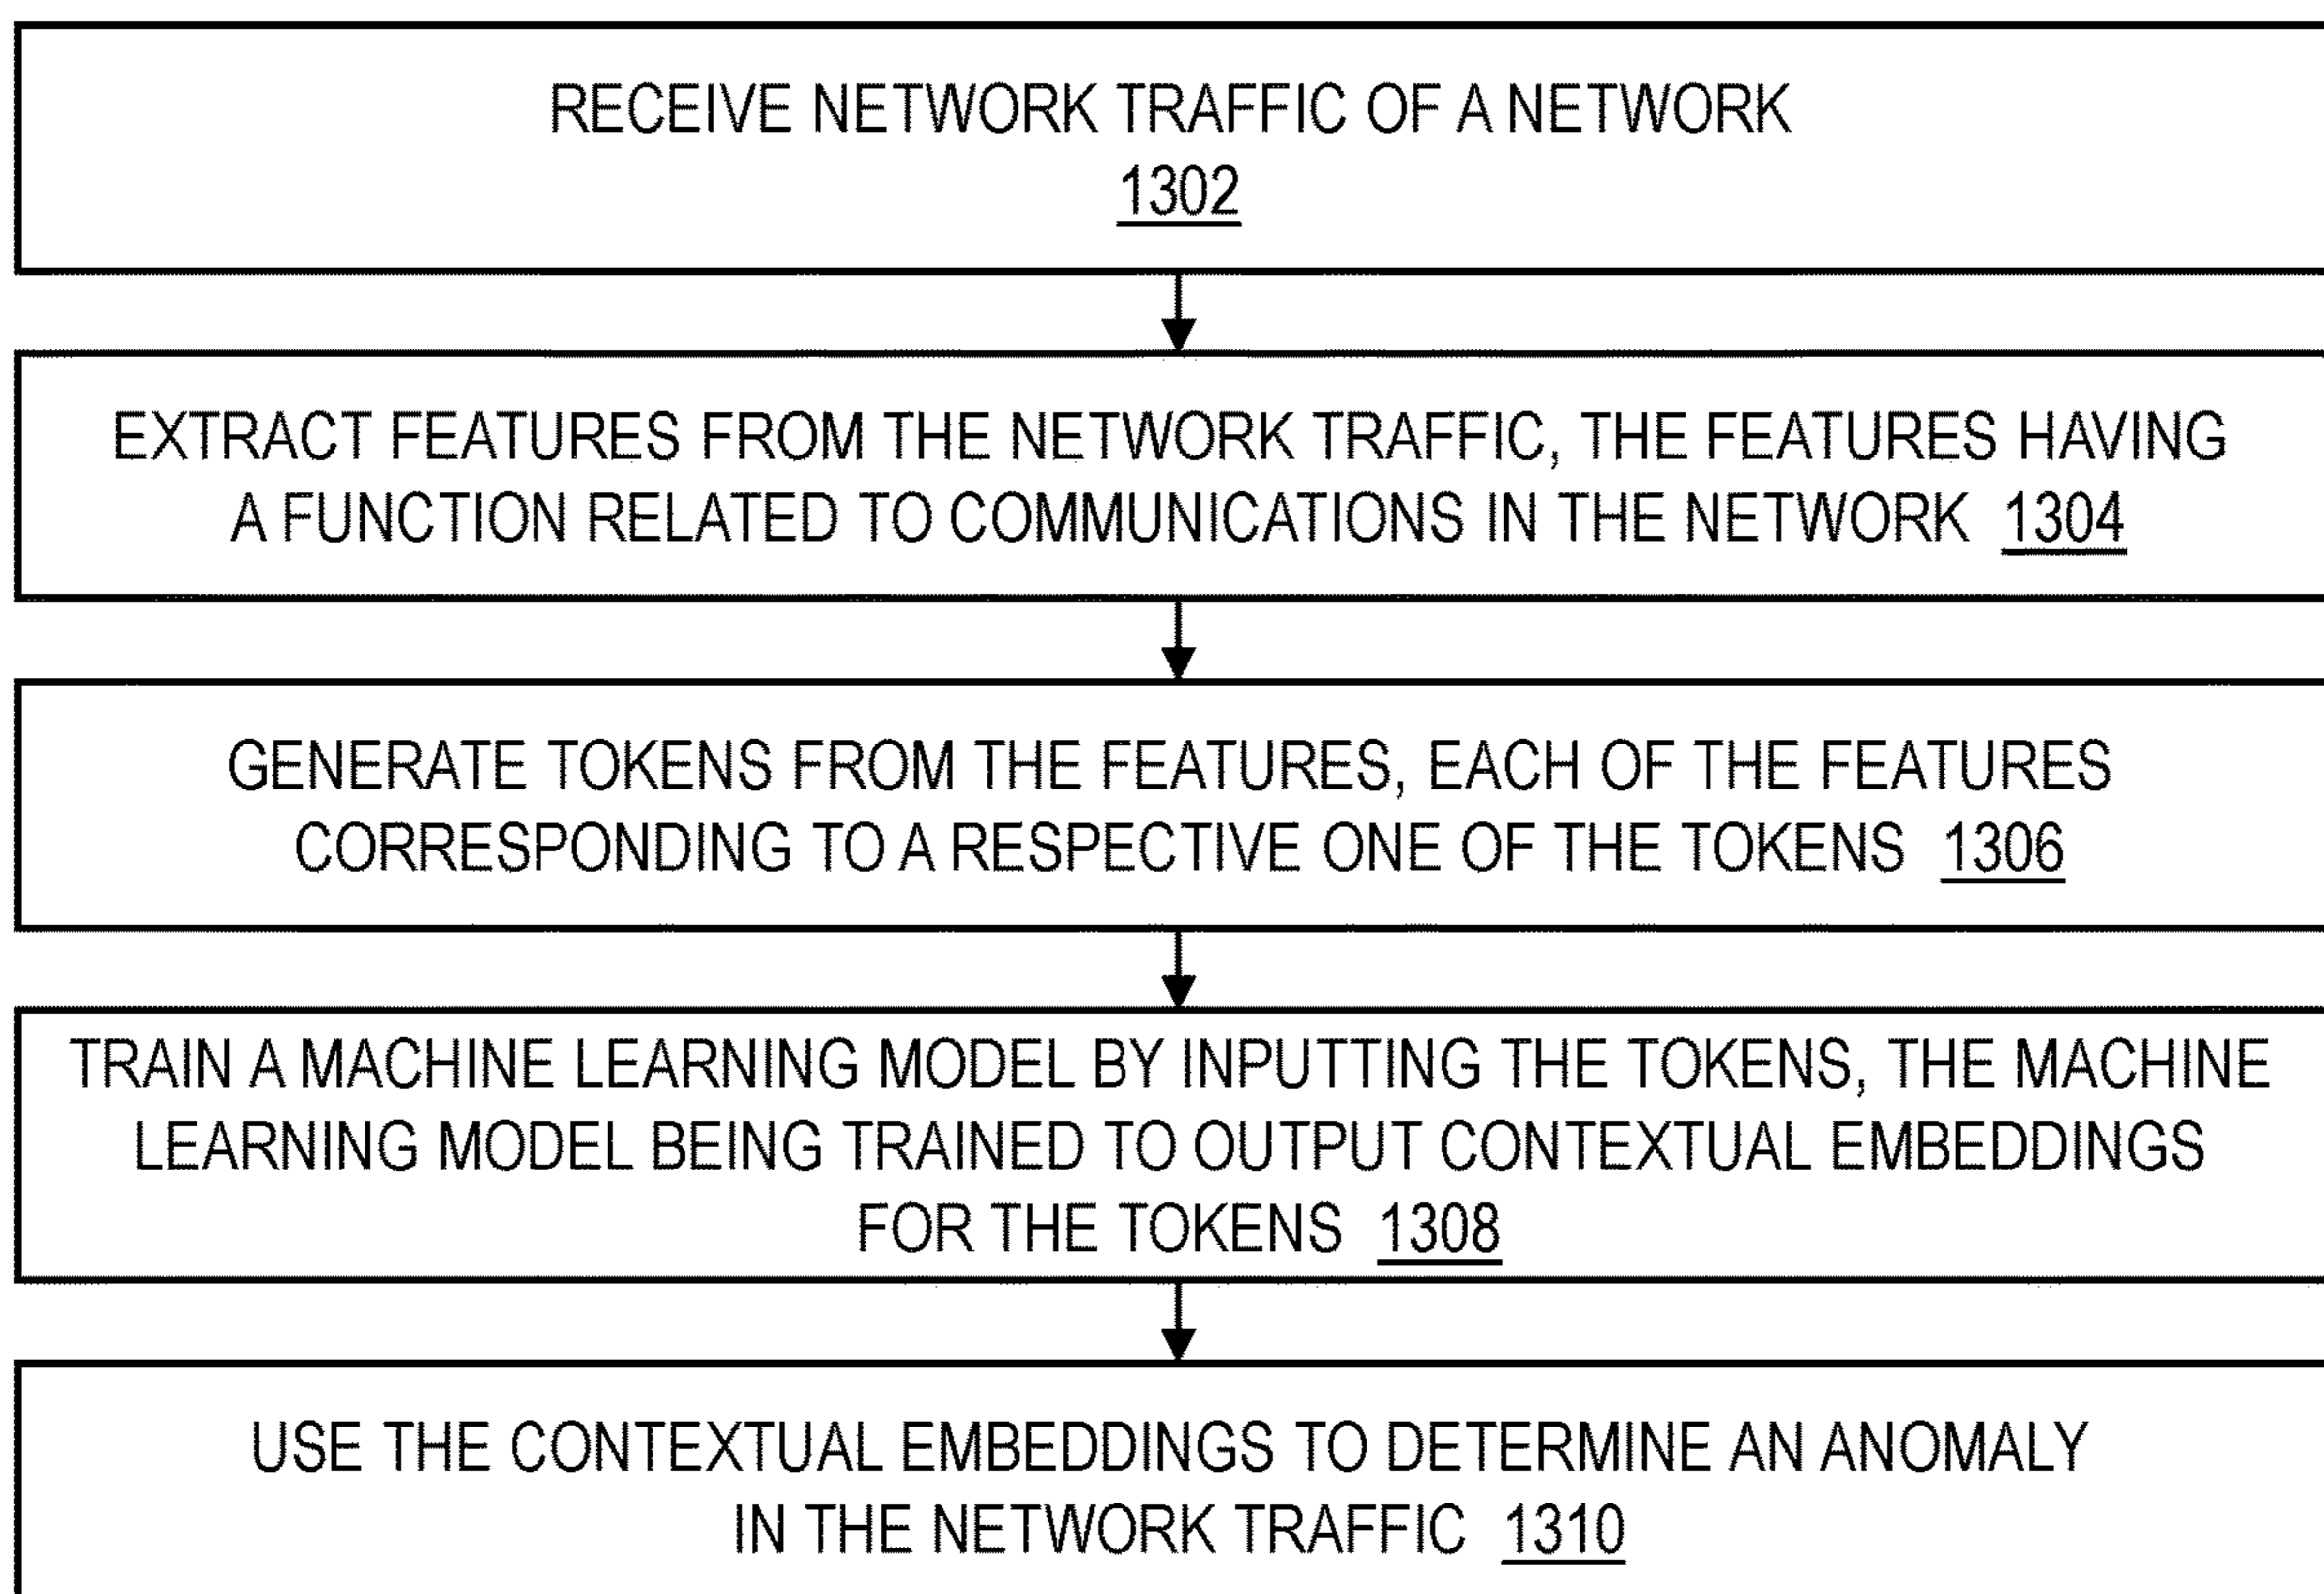 RECEIVE NETWORK TRAFFIC OF A NETWORK
1302
EXTRACT FEATURES FROM THE NETWORK TRAFFIC, THE FEATURES HAVING
A FUNCTION RELATED TO COMMUNICATIONS IN THE NETWORK 1304
GENERATE TOKENS FROM THE FEATURES, EACH OF THE FEATURES
CORRESPONDING TO A RESPECTIVE ONE OF THE TOKENS 1306
TRAIN A MACHINE LEARNING MODEL BY INPUTTING THE TOKENS, THE MACHINE
LEARNING MODEL BEING TRAINED TO OUTPUT CONTEXTUAL EMBEDDINGS
FOR THE TOKENS 1308
USE THE CONTEXTUAL EMBEDDINGS TO DETERMINE AN ANOMALY
IN THE NETWORK TRAFFIC 1310